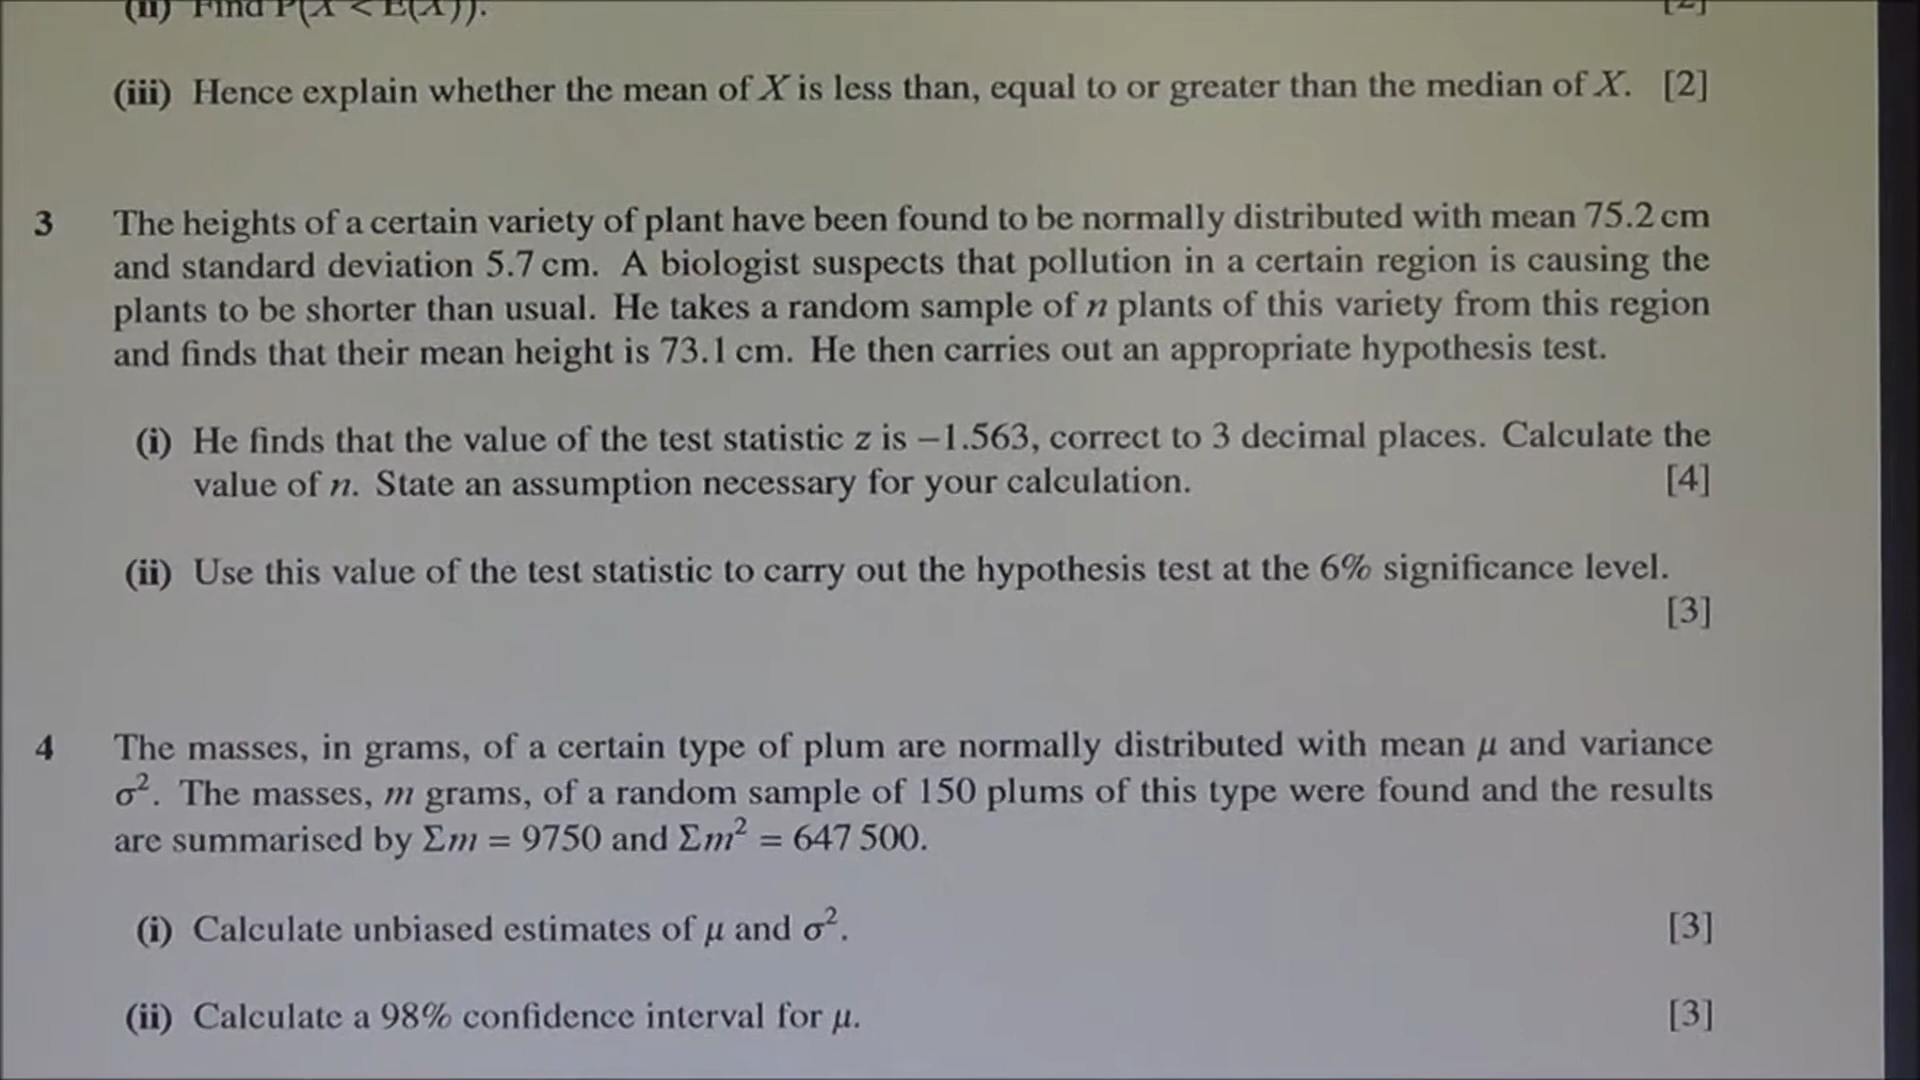 (ii) Find P(X < E(X)). [2]
(iii) Hence explain whether the mean of X is less than, equal to or greater than the median of X. [2]
3 The heights of a certain variety of plant have been found to be normally distributed with mean 75.2 cm
and standard deviation 5.7 cm. A biologist suspects that pollution in a certain region is causing the
plants to be shorter than usual. He takes a random sample of n plants of this variety from this region
and finds that their mean height is 73.1 cm. He then carries out an appropriate hypothesis test.
(i) He finds that the value of the test statistic z is −1.563, correct to 3 decimal places. Calculate the
value of n. State an assumption necessary for your calculation. [4]
(ii) Use this value of the test statistic to carry out the hypothesis test at the 6% significance level.
[3]
4 The masses, in grams, of a certain type of plum are normally distributed with mean μ and variance
σ². The masses, m grams, of a random sample of 150 plums of this type were found and the results
are summarised by Σm = 9750 and Σm² = 647 500.
(i) Calculate unbiased estimates of μ and σ². [3]
(ii) Calculate a 98% confidence interval for μ. [3]